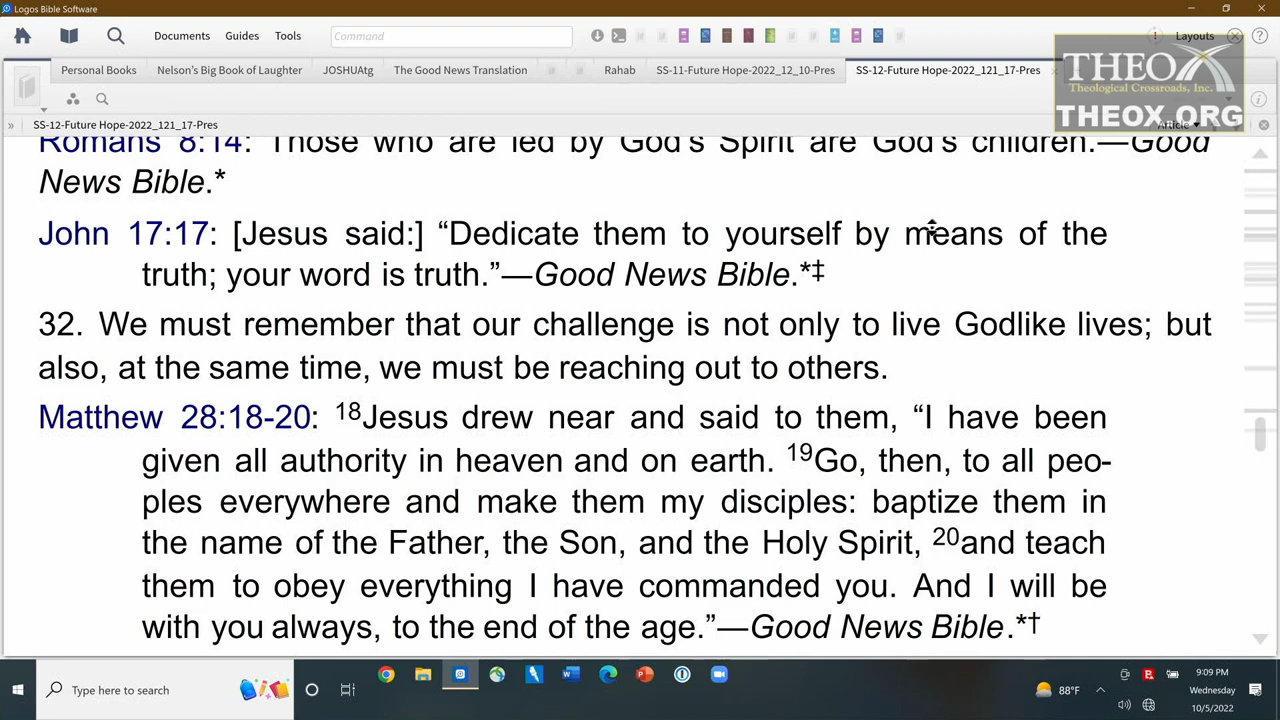 Logos Bible Software
Documents Guides Tools Command Layouts
Personal Books Nelson's Big Book of Laughter JOSHUAtg The Good News Translation Rahab SS-11-Future Hope-2022_12_10-Pres SS-12-Future Hope-2022_121_17-Pres
THEOX
Theological Crossroads, Inc.
THEOX.ORG
SS-12-Future Hope-2022_121_17-Pres Article
Romans 8:14: Those who are led by God's Spirit are God's children.—Good
News Bible.*
John 17:17: [Jesus said:] “Dedicate them to yourself by means of the
truth; your word is truth.”—Good News Bible.*‡
32. We must remember that our challenge is not only to live Godlike lives; but
also, at the same time, we must be reaching out to others.
Matthew 28:18-20: 18Jesus drew near and said to them, “I have been
given all authority in heaven and on earth. 19Go, then, to all peo-
ples everywhere and make them my disciples: baptize them in
the name of the Father, the Son, and the Holy Spirit, 20and teach
them to obey everything I have commanded you. And I will be
with you always, to the end of the age.”—Good News Bible.*†
Type here to search
88°F
9:09 PM
Wednesday
10/5/2022